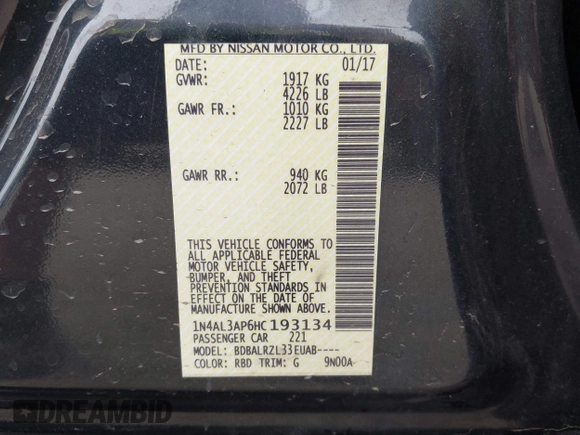 MFD BY NISSAN MOTOR CO., LTD.
DATE: 01/17
GVWR: 1917 KG
4226 LB
GAWR FR.: 1010 KG
2227 LB
GAWR RR.: 940 KG
2072 LB
THIS VEHICLE CONFORMS TO
ALL APPLICABLE FEDERAL
MOTOR VEHICLE SAFETY,
BUMPER, AND THEFT
PREVENTION STANDARDS IN
EFFECT ON THE DATE OF
MANUFACTURE SHOWN ABOVE.
1N4AL3AP6HC193134
PASSENGER CAR 221
MODEL: BDBALRZL33EUAB----
COLOR: RBD TRIM: G 9N00A
DREAMBID